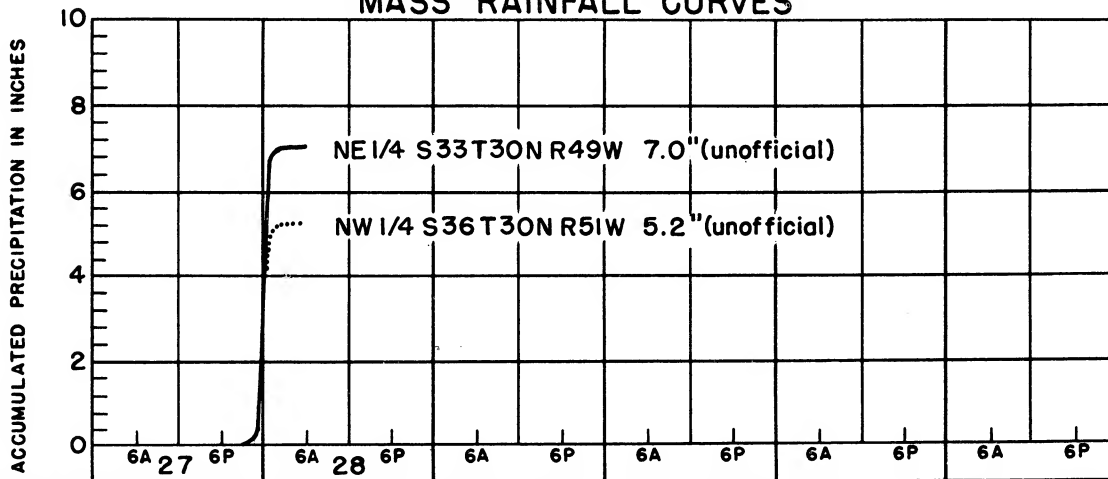 MASS RAINFALL CURVES
ACCUMULATED PRECIPITATION IN INCHES
10
8
NE 1/4 S33 T30N R49W 7.0" (unofficial)
6
NW 1/4 S36 T30N R51W 5.2" (unofficial)
4
2
0
6A 27 6P 6A 28 6P 6A 6P 6A 6P 6A 6P 6A 6P